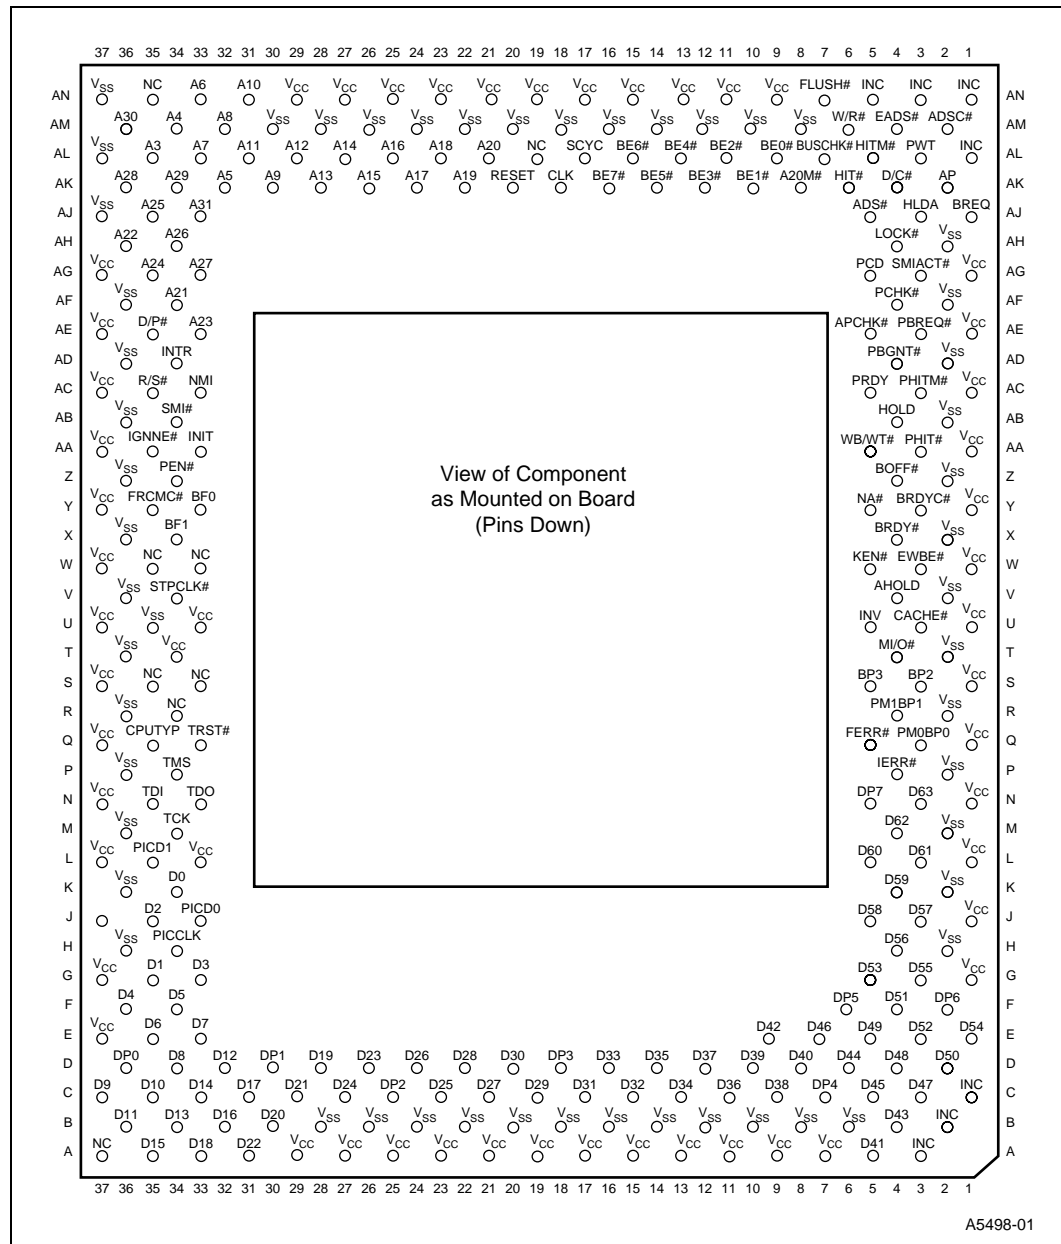 37 36 35 34 33 32 31 30 29 28 27 26 25 24 23 22 21 20 19 18 17 16 15 14 13 12 11 10 9 8 7 6 5 4 3 2 1
AN VSS NC A6 A10 VCC VCC VCC VCC VCC VCC VCC VCC VCC VCC VCC FLUSH# INC INC INC AN
AM A30 A4 A8 VSS VSS VSS VSS VSS VSS VSS VSS VSS VSS VSS VSS W/R# EADS# ADSC# AM
AL VSS A3 A7 A11 A12 A14 A16 A18 A20 NC SCYC BE6# BE4# BE2# BE0# BUSCHK# HITM# PWT INC AL
AK A28 A29 A5 A9 A13 A15 A17 A19 RESET CLK BE7# BE5# BE3# BE1# A20M# HIT# D/C# AP AK
AJ VSS A25 A31 ADS# HLDA BREQ AJ
AH A22 A26 LOCK# VSS AH
AG VCC A24 A27 PCD SMIACT# VCC AG
AF VSS A21 PCHK# VSS AF
AE VCC D/P# A23 APCHK# PBREQ# VCC AE
AD VSS INTR PBGNT# VSS AD
AC VCC R/S# NMI PRDY PHITM# VCC AC
AB VSS SMI# HOLD VSS AB
AA VCC IGNNE# INIT WB/WT# PHIT# VCC AA
Z VSS PEN# BOFF# VSS Z
Y VCC FRCMC# BF0 NA# BRDYC# VCC Y
X VSS BF1 BRDY# VSS X
W VCC NC NC KEN# EWBE# VCC W
V VSS STPCLK# AHOLD VSS V
U VCC VSS VCC INV CACHE# VCC U
T VSS VCC MI/O# VSS T
S VCC NC NC BP3 BP2 VCC S
R VSS NC PM1BP1 VSS R
Q VCC CPUTYP TRST# FERR# PM0BP0 VCC Q
P VSS TMS IERR# VSS P
N VCC TDI TDO DP7 D63 VCC N
M VSS TCK D62 VSS M
L VCC PICD1 VCC D60 D61 VCC L
K VSS D0 D59 VSS K
J D2 PICD0 D58 D57 VCC J
H VSS PICCLK D56 VSS H
G VCC D1 D3 D53 D55 VCC G
F D4 D5 DP5 D51 DP6 F
E VCC D6 D7 D42 D46 D49 D52 D54 E
D DP0 D8 D12 DP1 D19 D23 D26 D28 D30 DP3 D33 D35 D37 D39 D40 D44 D48 D50 D
C D9 D10 D14 D17 D21 D24 DP2 D25 D27 D29 D31 D32 D34 D36 D38 DP4 D45 D47 INC C
B D11 D13 D16 D20 VSS VSS VSS VSS VSS VSS VSS VSS VSS VSS VSS VSS D43 INC B
A NC D15 D18 D22 VCC VCC VCC VCC VCC VCC VCC VCC VCC VCC VCC VCC D41 INC A
37 36 35 34 33 32 31 30 29 28 27 26 25 24 23 22 21 20 19 18 17 16 15 14 13 12 11 10 9 8 7 6 5 4 3 2 1
View of Component
as Mounted on Board
(Pins Down)
A5498-01